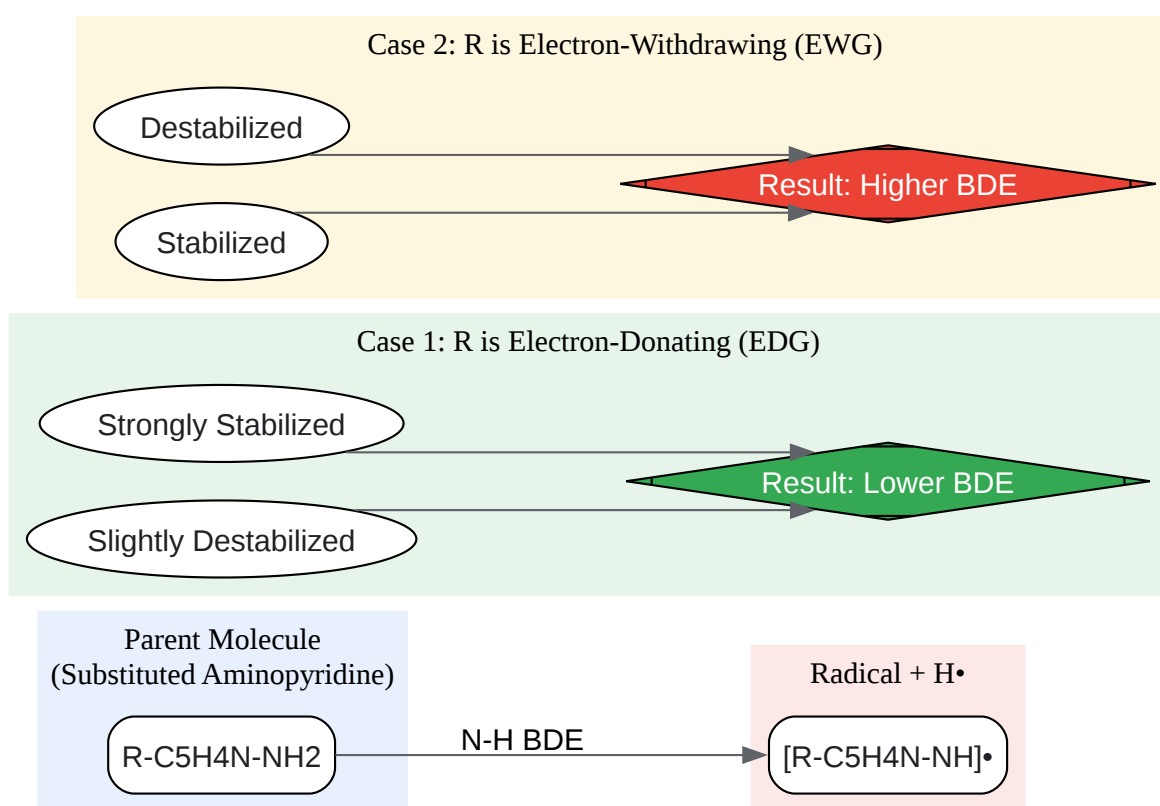 Case 2: R is Electron-Withdrawing (EWG)
Destabilized
Result: Higher BDE
Stabilized
Case 1: R is Electron-Donating (EDG)
Strongly Stabilized
Result: Lower BDE
Slightly Destabilized
Parent Molecule
(Substituted Aminopyridine)
Radical + H•
R-C5H4N-NH2
N-H BDE
[R-C5H4N-NH]•